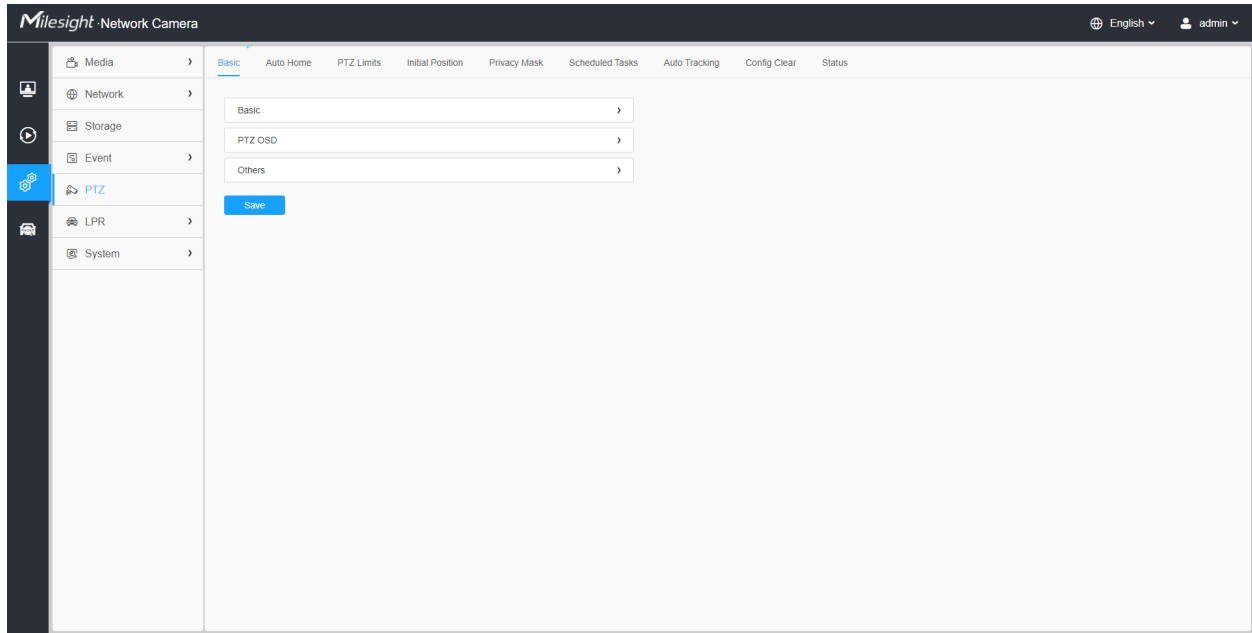 Milesight · Network Camera English admin
Media
Basic Auto Home PTZ Limits Initial Position Privacy Mask Scheduled Tasks Auto Tracking Config Clear Status
Network
Basic
Storage
PTZ OSD
Event
Others
PTZ
Save
LPR
System